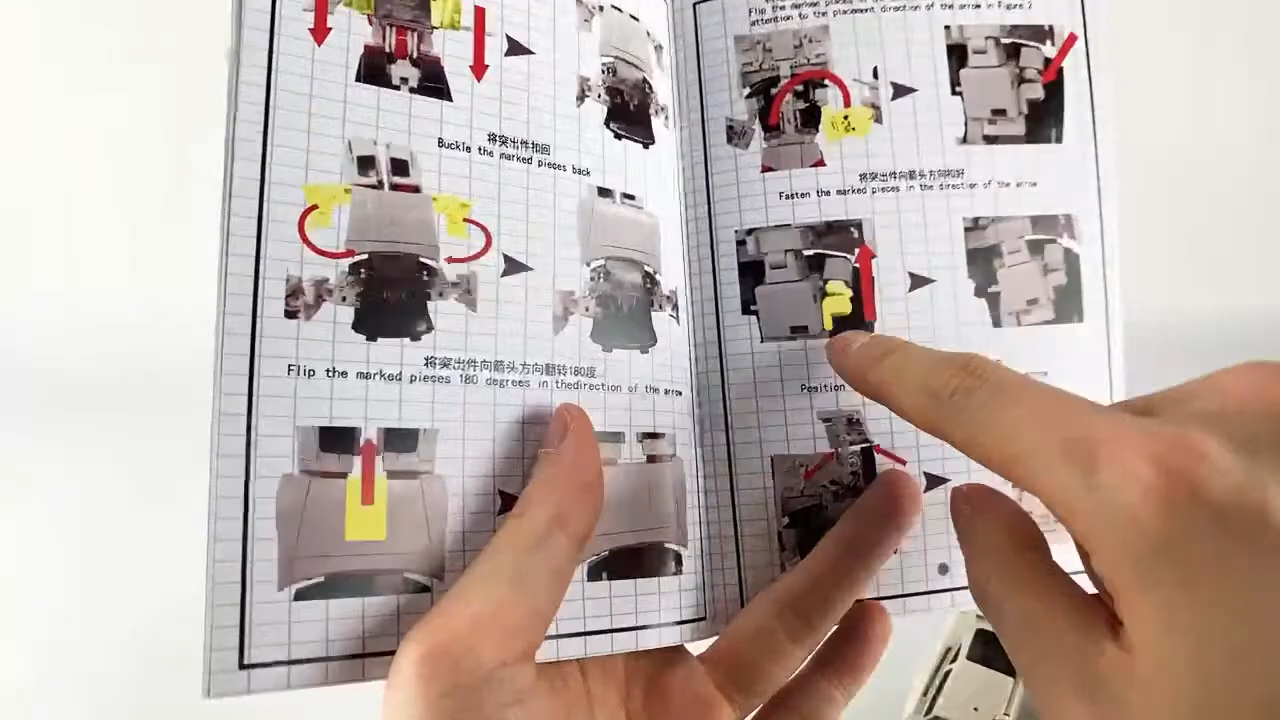 将突出件扣回
Buckle the marked pieces back
将突出件向箭头方向翻转180度
Flip the marked pieces 180 degrees in thedirection of the arrow
Flip the marked
attention to the placement direction of the arrow in Figure 2
将突出件向箭头方向扣好
Fasten the marked pieces in the direction of the arrow
Position